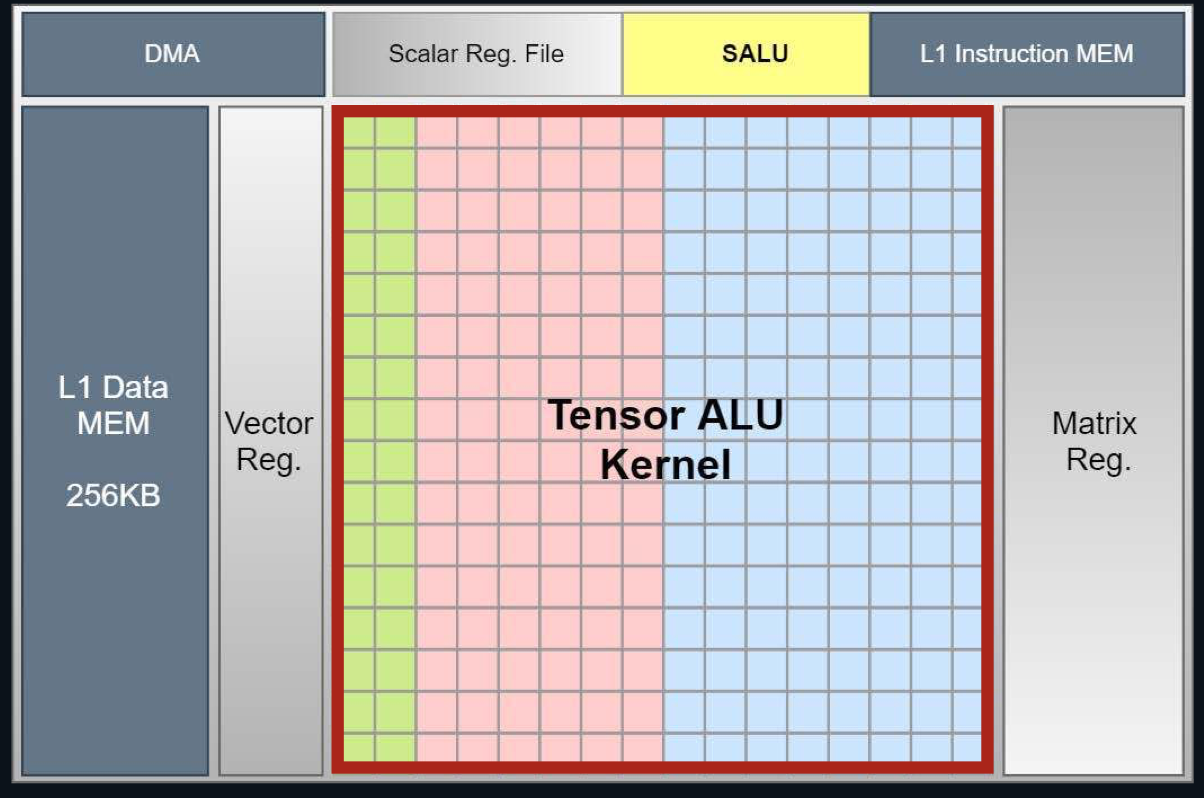 DMA
Scalar Reg. File
SALU
L1 Instruction MEM
L1 Data
MEM
256KB
Vector
Reg.
Tensor ALU
Kernel
Matrix
Reg.